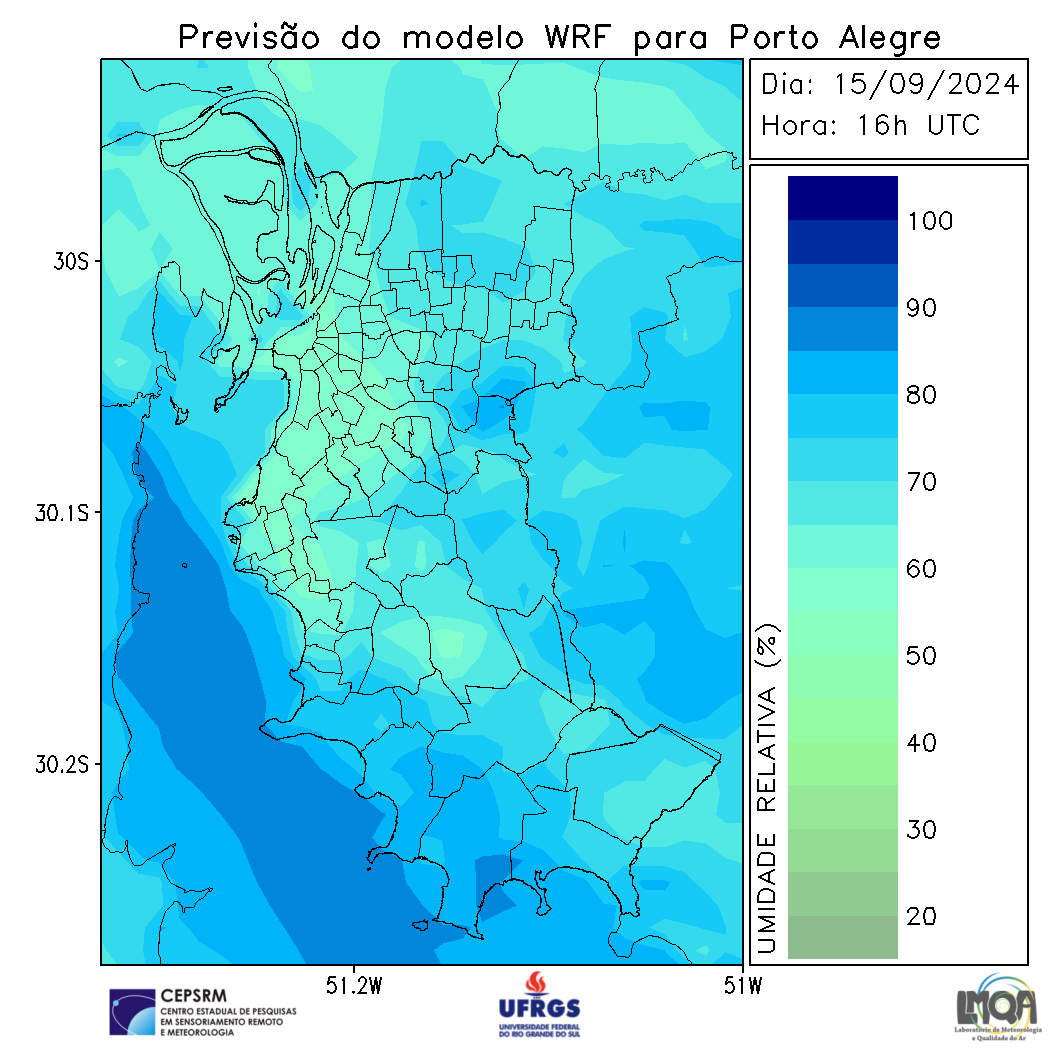 Previsão do modelo WRF para Porto Alegre
Dia: 15/09/2024
Hora: 16h UTC
100
90
80
70
60
50
40
30
20
UMIDADE RELATIVA (%)
30S
30.1S
30.2S
51.2W
51W
CEPSRM
CENTRO ESTADUAL DE PESQUISAS
EM SENSORIAMENTO REMOTO
E METEOROLOGIA
UFRGS
UNIVERSIDADE FEDERAL
DO RIO GRANDE DO SUL
LMQA
Laboratório de Meteorologia
e Qualidade do Ar